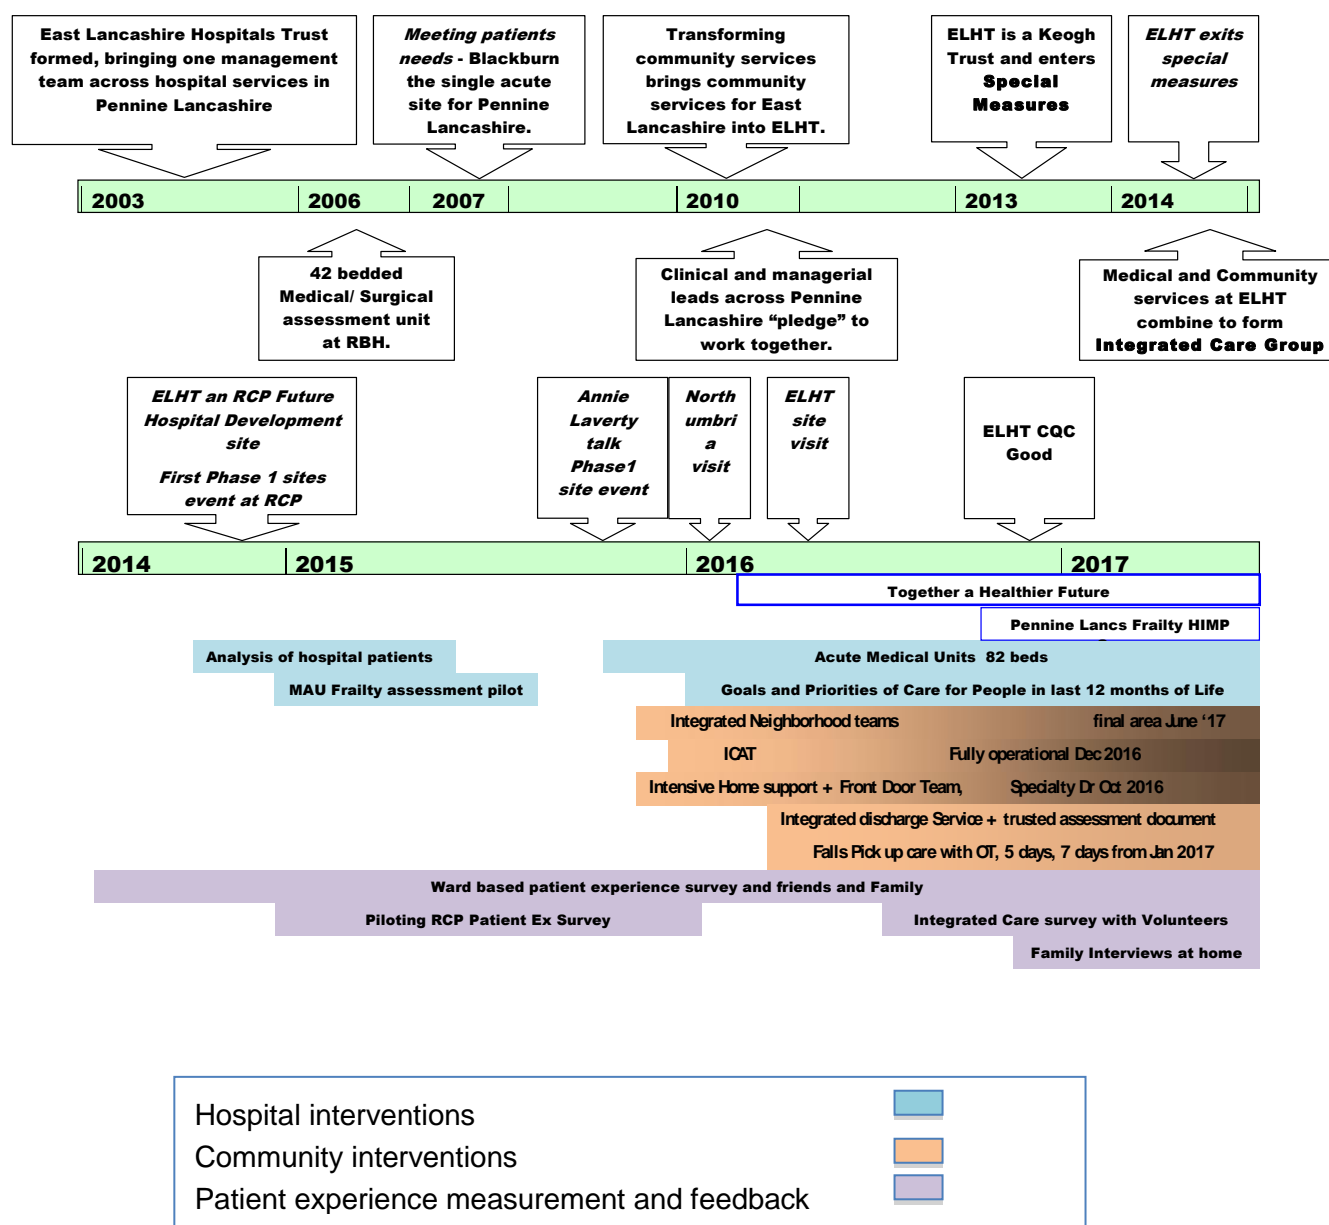 East Lancashire Hospitals Trust
formed, bringing one management
team across hospital services in
Pennine Lancashire
Meeting patients
needs - Blackburn
the single acute
site for Pennine
Lancashire.
Transforming
community services
brings community
services for East
Lancashire into ELHT.
ELHT is a Keogh
Trust and enters
Special
Measures
ELHT exits
special
measures
2003
2006
2007
2010
2013
2014
42 bedded
Medical/ Surgical
assessment unit
at RBH.
Clinical and managerial
leads across Pennine
Lancashire “pledge” to
work together.
Medical and Community
services at ELHT
combine to form
Integrated Care Group
ELHT an RCP Future
Hospital Development
site
First Phase 1 sites
event at RCP
Annie
Laverty
talk
Phase1
site event
North
umbri
a
visit
ELHT
site
visit
ELHT CQC
Good
2014
2015
2016
2017
Together a Healthier Future
Pennine Lancs Frailty HIMP
Analysis of hospital patients
Acute Medical Units 82 beds
MAU Frailty assessment pilot
Goals and Priorities of Care for People in last 12 months of Life
Integrated Neighborhood teams final area June ‘17
ICAT Fully operational Dec 2016
Intensive Home support + Front Door Team, Specialty Dr Oct 2016
Integrated discharge Service + trusted assessment document
Falls Pick up care with OT, 5 days, 7 days from Jan 2017
Ward based patient experience survey and friends and Family
Piloting RCP Patient Ex Survey
Integrated Care survey with Volunteers
Family Interviews at home
Hospital interventions
Community interventions
Patient experience measurement and feedback